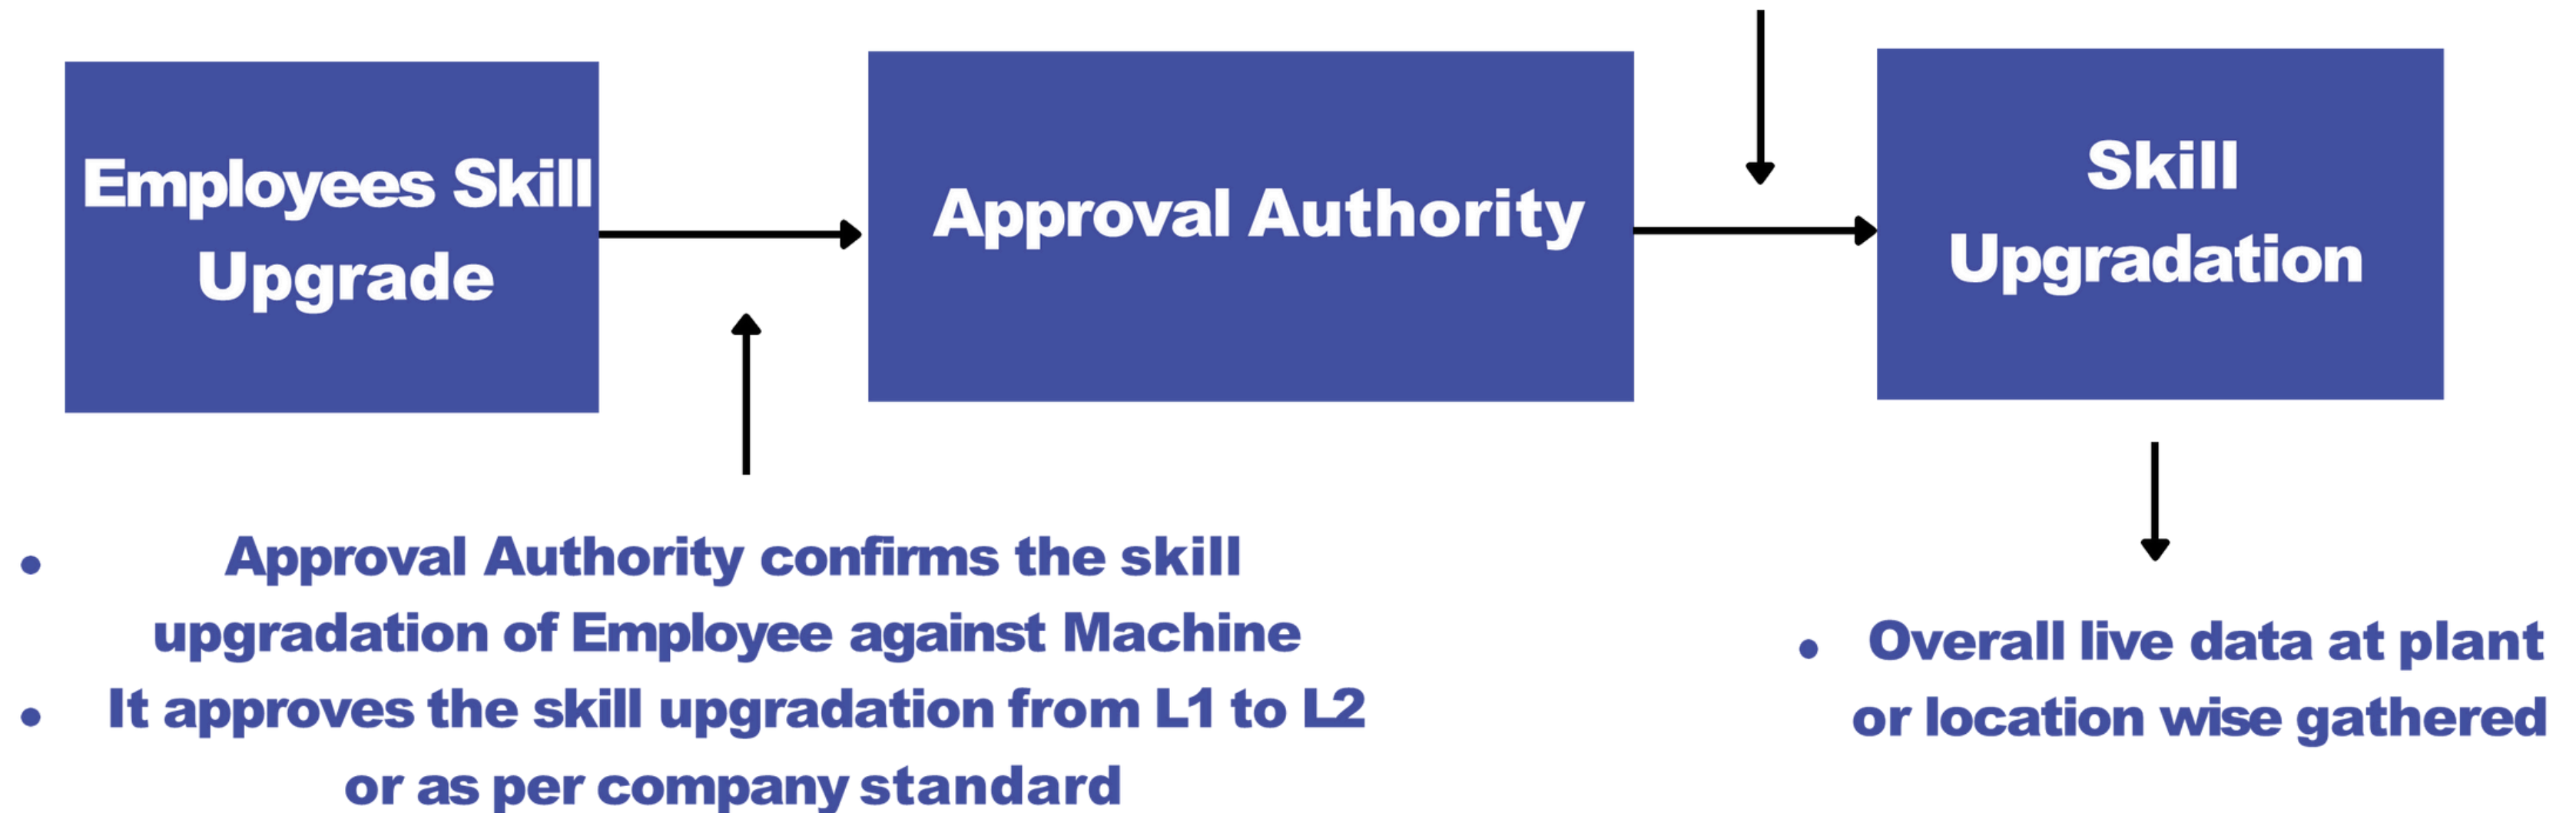 Employees Skill
Upgrade
Approval Authority
Skill
Upgradation
• Approval Authority confirms the skill
upgradation of Employee against Machine
• It approves the skill upgradation from L1 to L2
or as per company standard
• Overall live data at plant
or location wise gathered